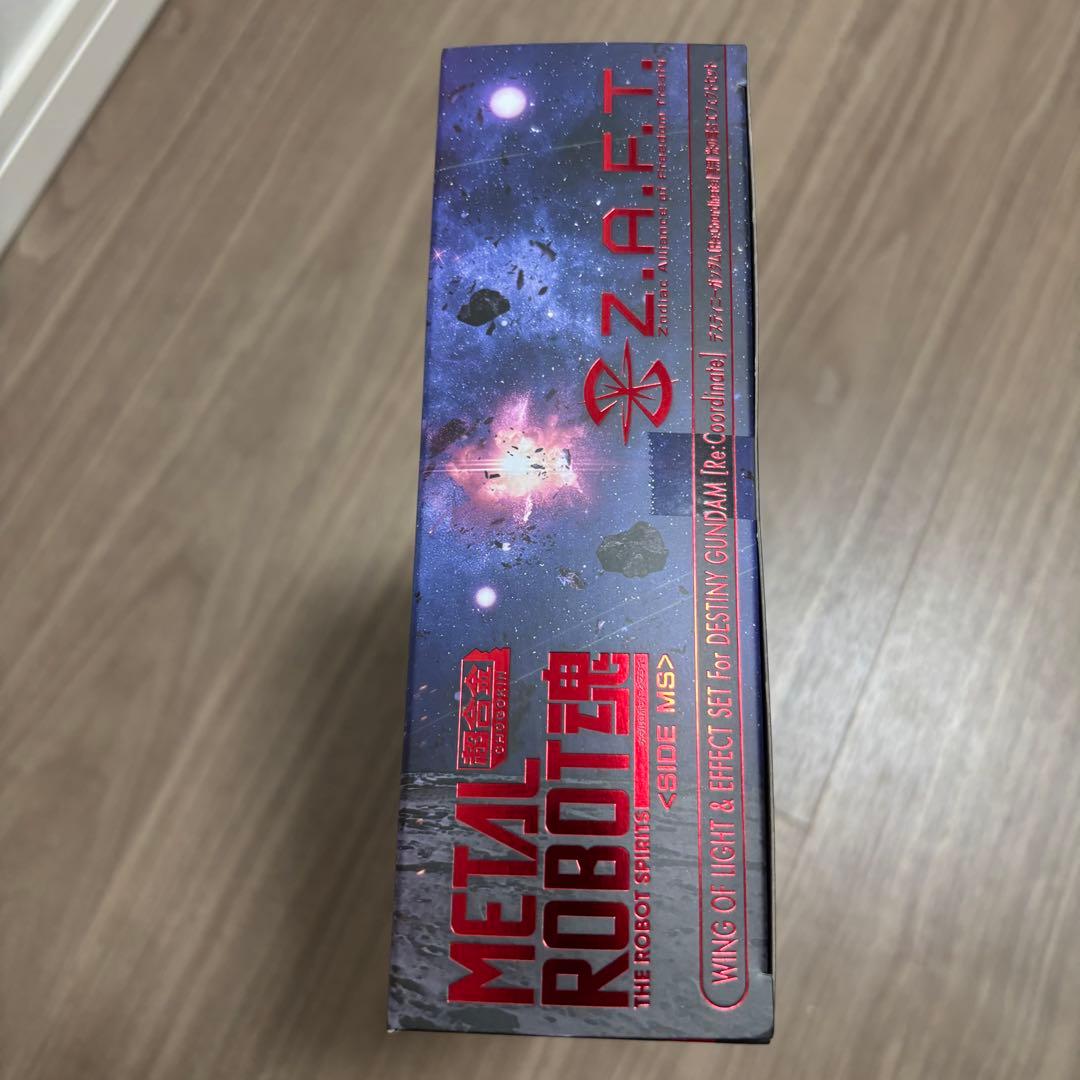 超合金
CHOGOKIN
METAL
ROBOT魂
THE ROBOT SPIRITS
<SIDE MS>
Z.A.F.T.
Zodiac Alliance of Freedom Treaty
WING OF LIGHT & EFFECT SET For DESTINY GUNDAM [Re:Coordinate]